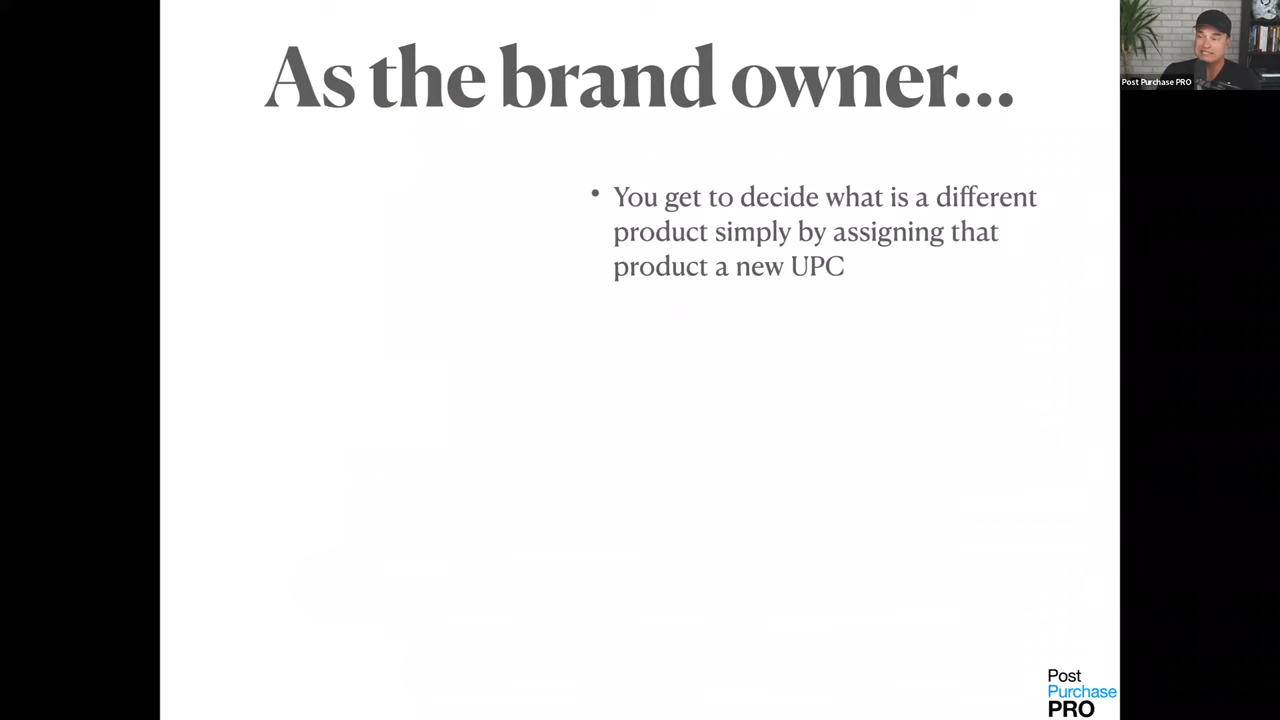 As the brand owner...
Post Purchase PRO
• You get to decide what is a different
product simply by assigning that
product a new UPC
Post
Purchase
PRO